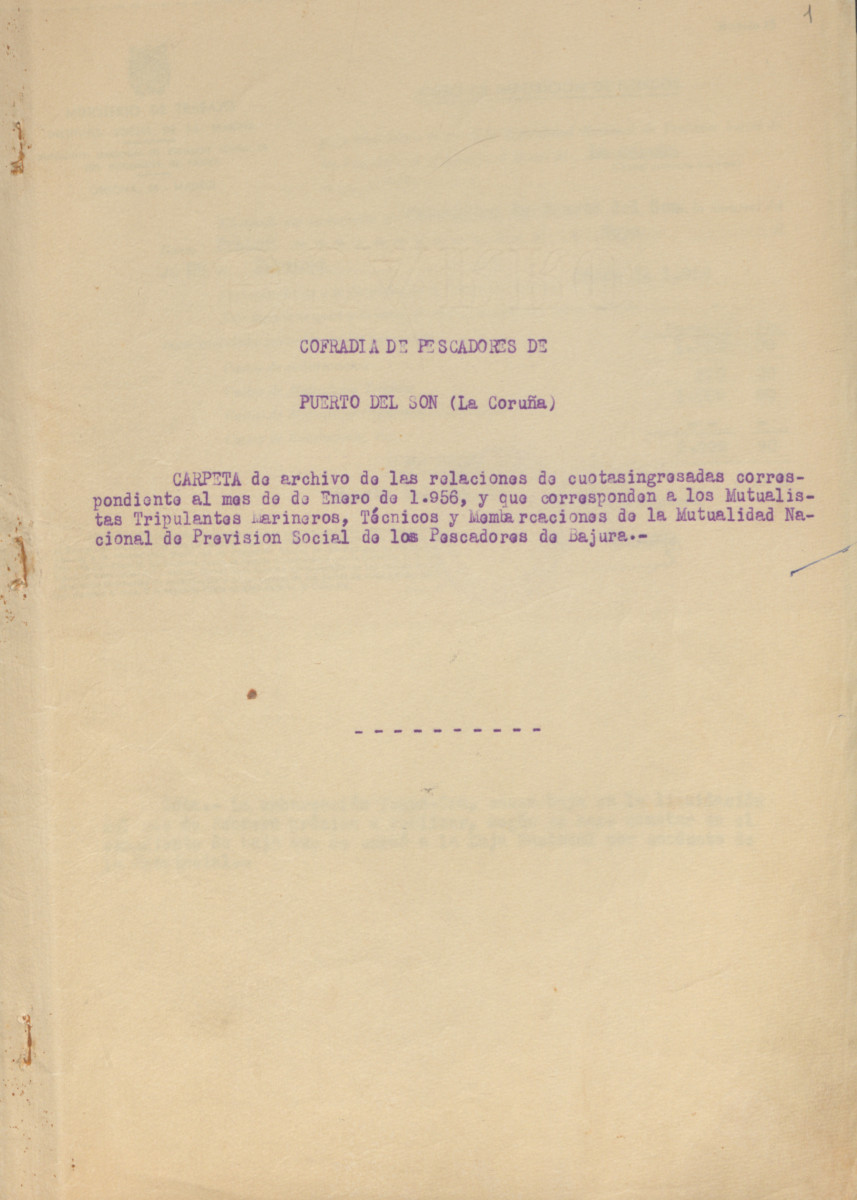 1
COFRADIA DE PESCADORES DE
PUERTO DEL SON (La Coruña)
CARPETA de archivo de las relaciones de cuotasingresadas corres-
pondiente al mes de de Enero de 1.956, y que corresponden a los Mutualis-
tas Tripulantes Marineros, Técnicos y Membarcaciones de la Mutualidad Na-
cional de Prevision Social de los Pescadores de Bajura.-
- - - - - - - - - -